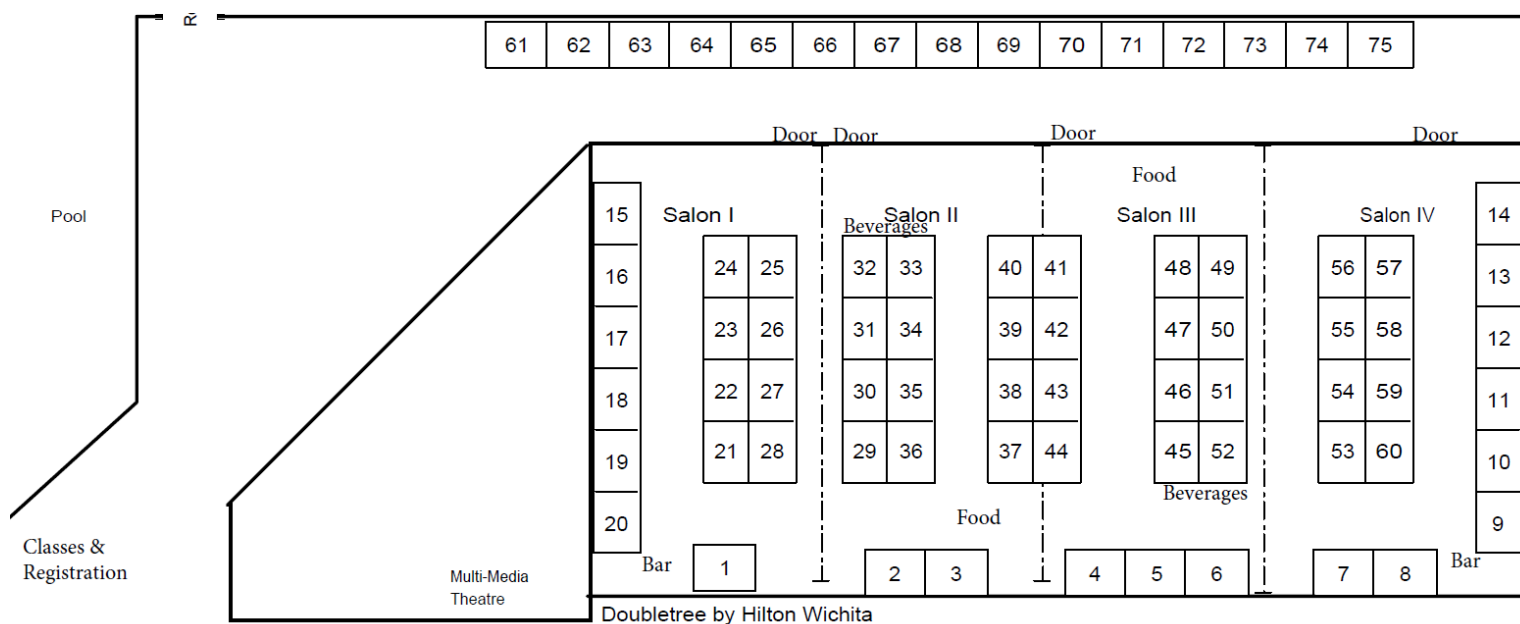 R
61 62 63 64 65 66 67 68 69 70 71 72 73 74 75
Door Door Door Door
Food
Pool
15 Salon I Salon II Salon III Salon IV 14
Beverages
16 24 25 32 33 40 41 48 49 56 57 13
17 23 26 31 34 39 42 47 50 55 58 12
18 22 27 30 35 38 43 46 51 54 59 11
19 21 28 29 36 37 44 45 52 53 60 10
Beverages
20 Food 9
Classes &
Registration
Bar 1 2 3 4 5 6 7 8 Bar
Multi-Media
Theatre
Doubletree by Hilton Wichita